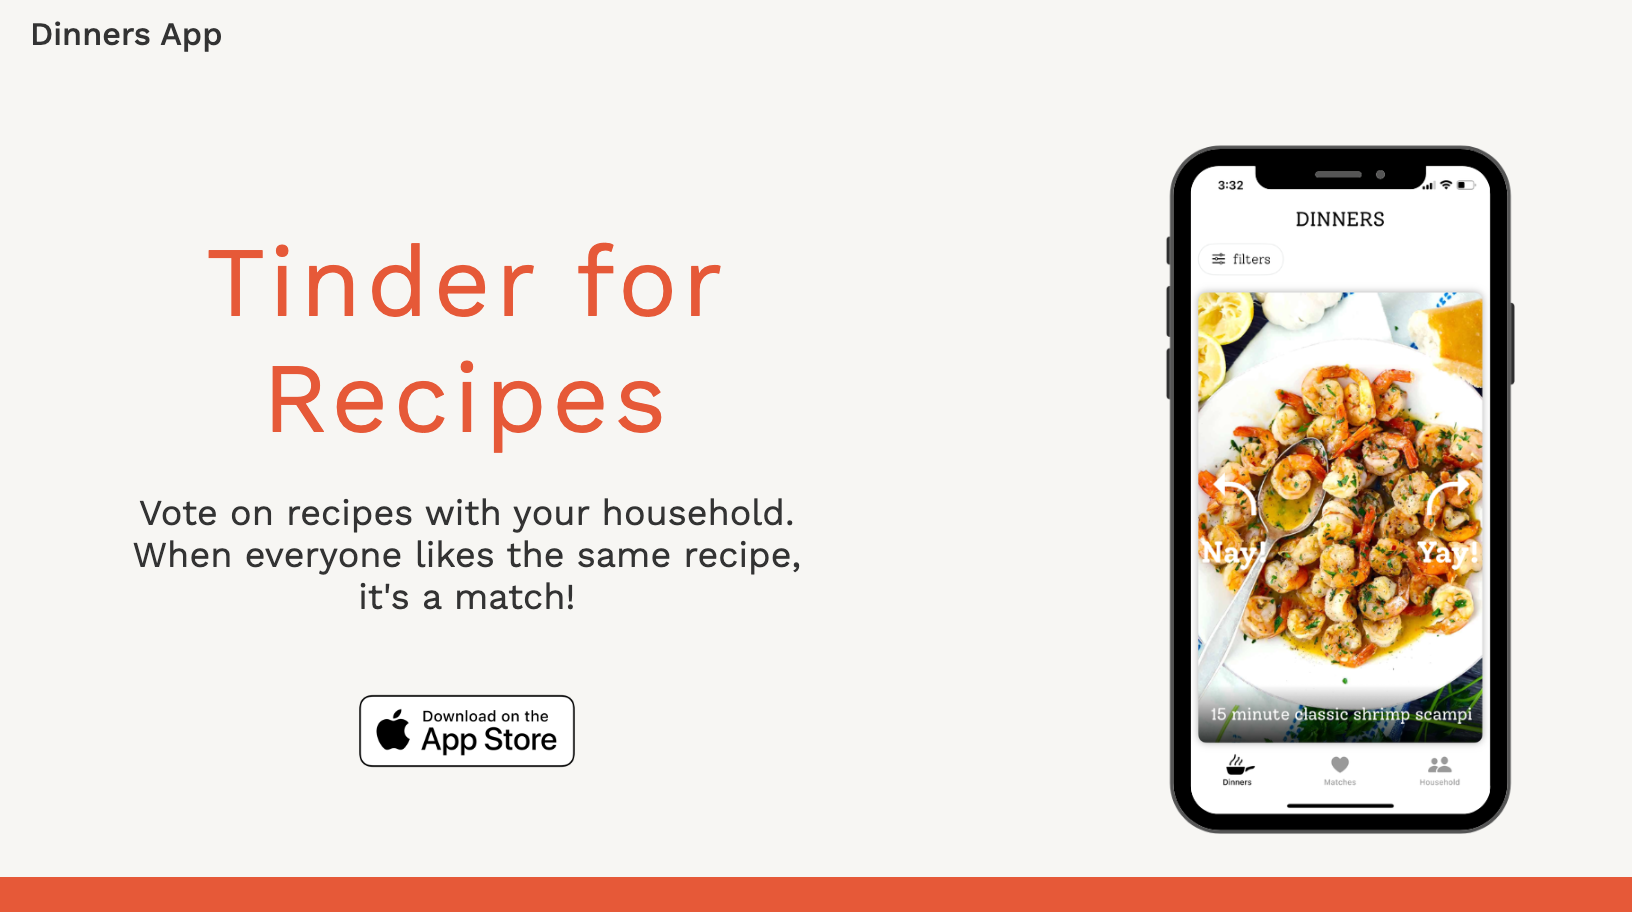 Dinners App
Tinder for
Recipes
Vote on recipes with your household.
When everyone likes the same recipe,
it's a match!
Download on the
App Store
3:32
DINNERS
filters
Nay!
Yay!
15 minute classic shrimp scampi
Dinners
Matches
Household